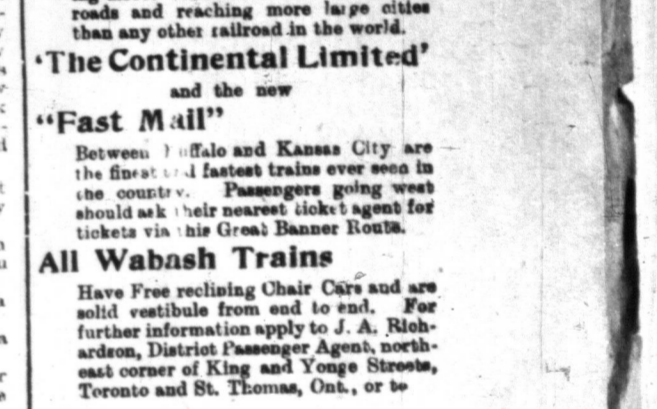 roads and reaching more large cities
than any other railroad in the world.
'The Continental Limited'
and the new
"Fast Mail"
Between Buffalo and Kansas City are
the finest and fastest trains ever seen in
the country. Passengers going west
should ask their nearest ticket agent for
tickets via this Great Banner Route.
All Wabash Trains
Have Free reclining Chair Cars and are
solid vestibule from end to end. For
further information apply to J. A. Rich-
ardson, District Passenger Agent, north-
east corner of King and Yonge Streets,
Toronto and St. Thomas, Ont., or to